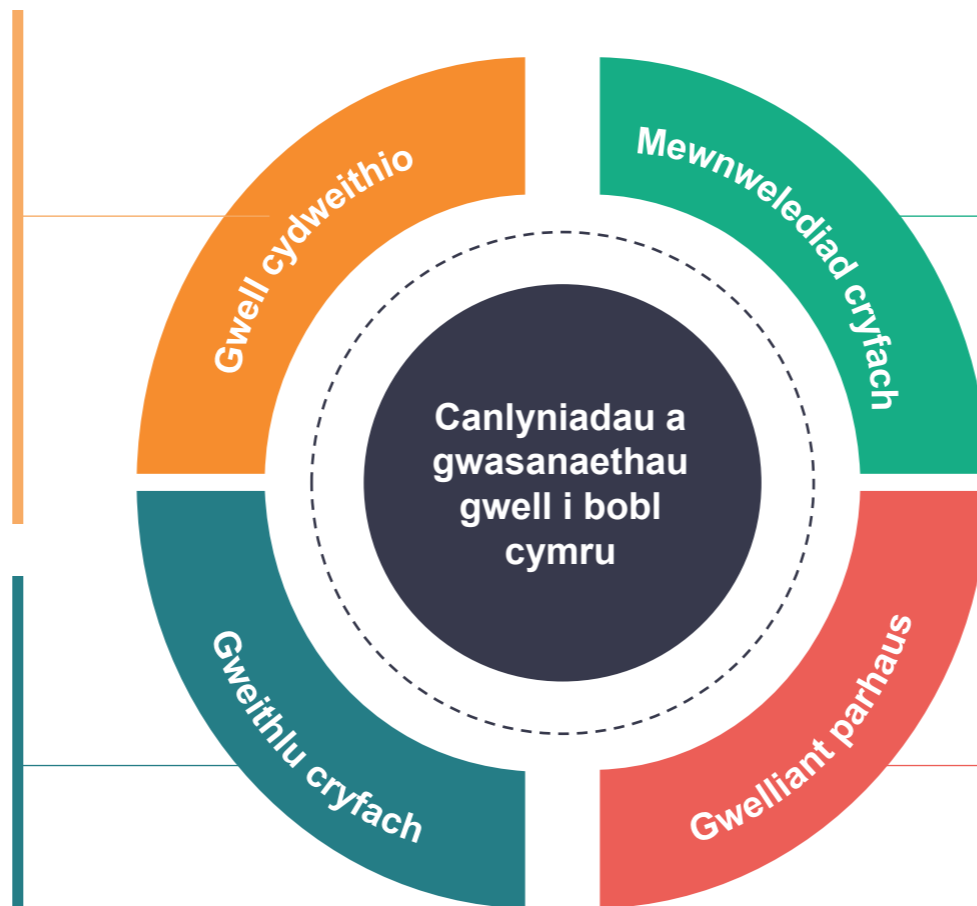 Gwell cydweithio
Mewnwelediad cryfach
Canlyniadau a
gwasanaethau
gwell i bobl
cymru
Gweithlu cryfach
Gwelliant parhaus